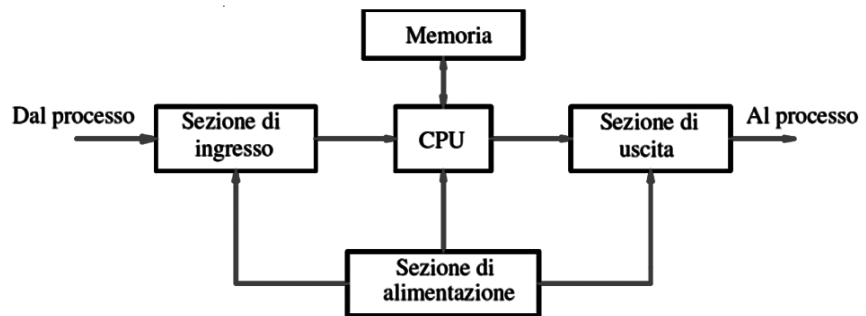 Memoria
Dal processo
Sezione di
ingresso
CPU
Sezione di
uscita
Al processo
Sezione di
alimentazione